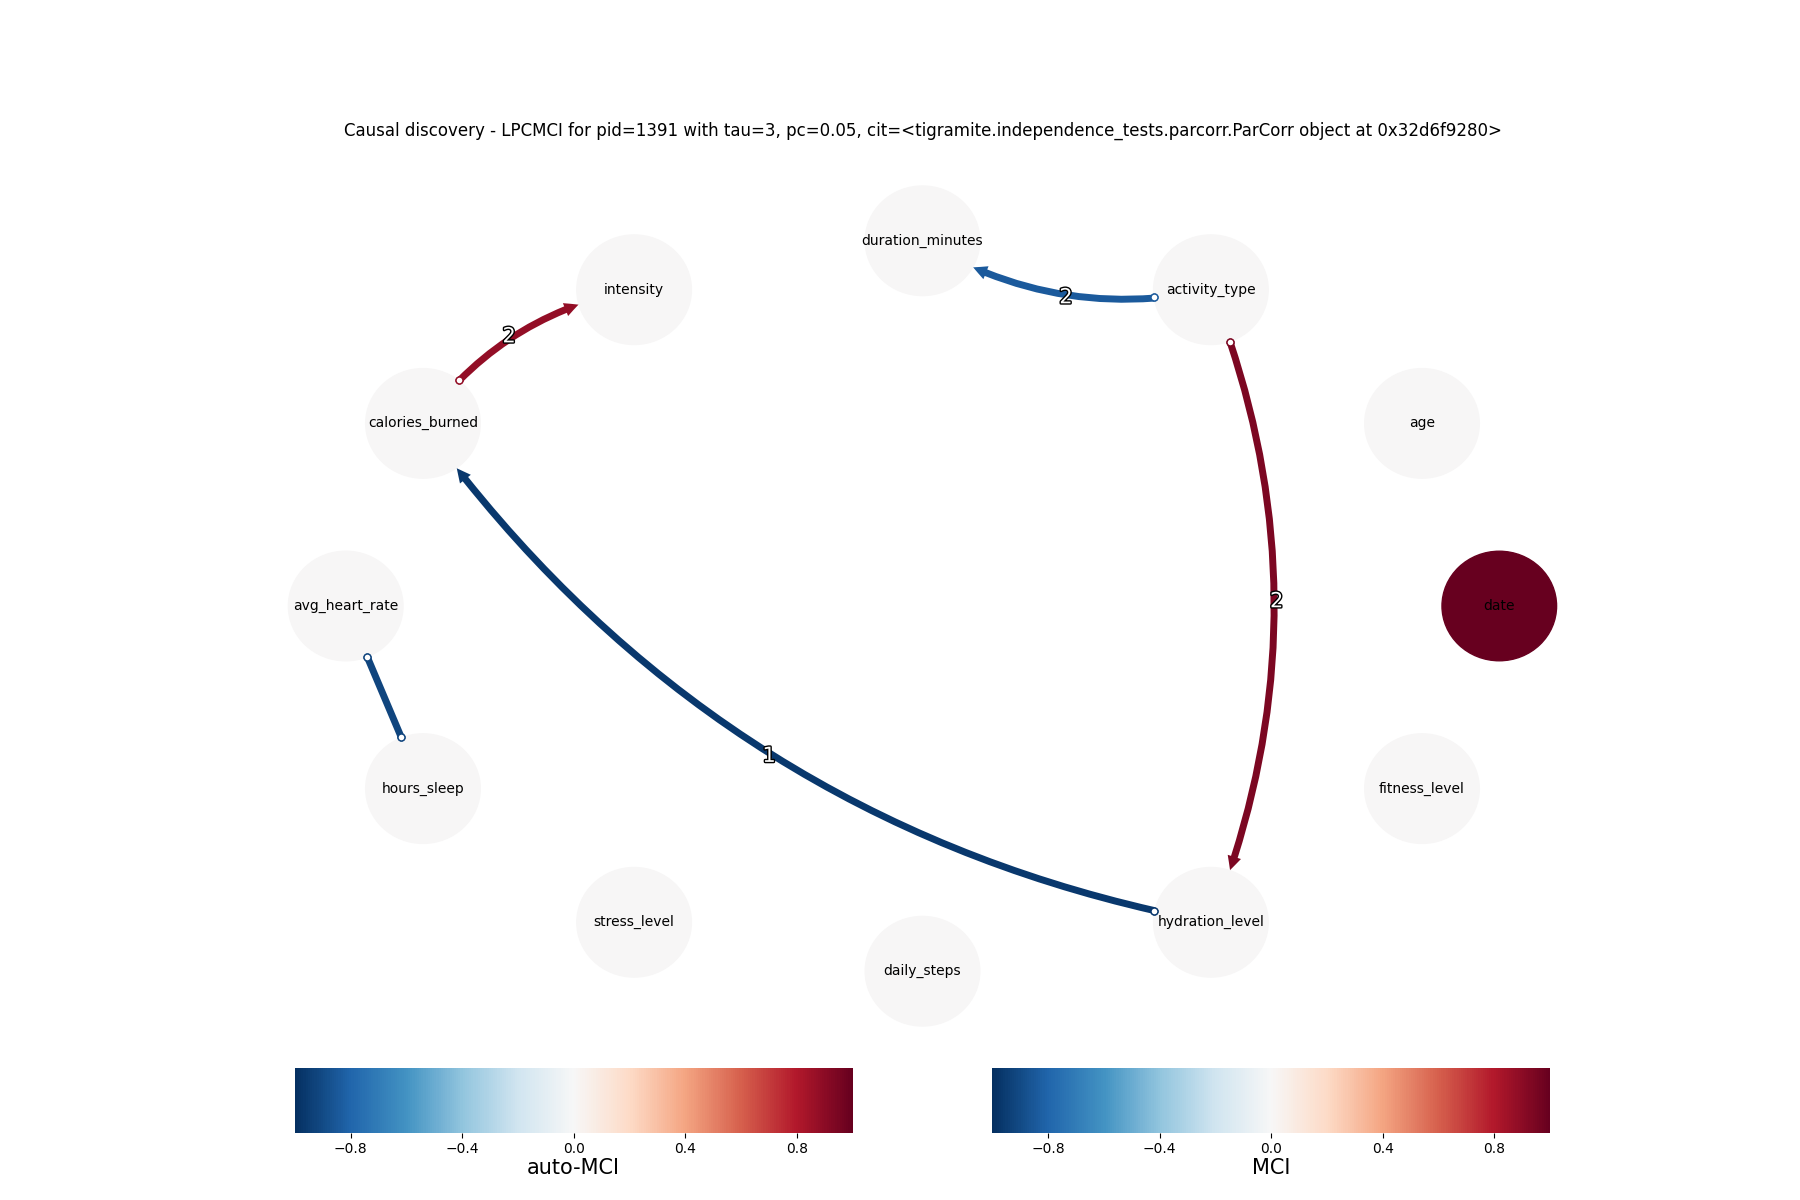 Causal discovery - LPCMCI for pid=1391 with tau=3, pc=0.05, cit=<tigramite.independence_tests.parcorr.ParCorr object at 0x32d6f9280>
duration_minutes
intensity
activity_type
2
2
calories_burned
age
avg_heart_rate
2
date
1
hours_sleep
fitness_level
stress_level
hydration_level
daily_steps
−0.8 −0.4 0.0 0.4 0.8
auto-MCI
−0.8 −0.4 0.0 0.4 0.8
MCI